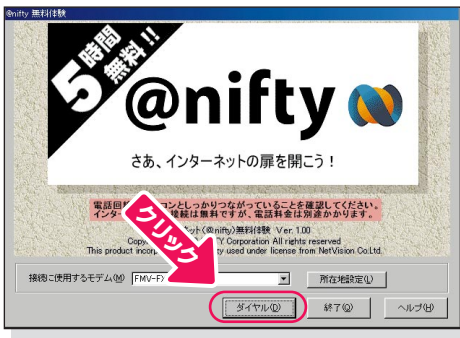 @nifty 無料体験
5時間
無料!!
@nifty
さあ、インターネットの扉を開こう!
電話回 コンとしっかりつながっていることを確認してください。
インター 接続は無料ですが、電話料金は別途かかります。
クリック
ット(@nifty)無料体験 Ver. 1.00
Copy Y Corporation All rights reserved
This product incorp y used under license from NetVision Co.Ltd.
接続に使用するモデム(M)
FMV-F
所在地設定(L)
ダイヤル(D)
終了(Q)
ヘルプ(H)